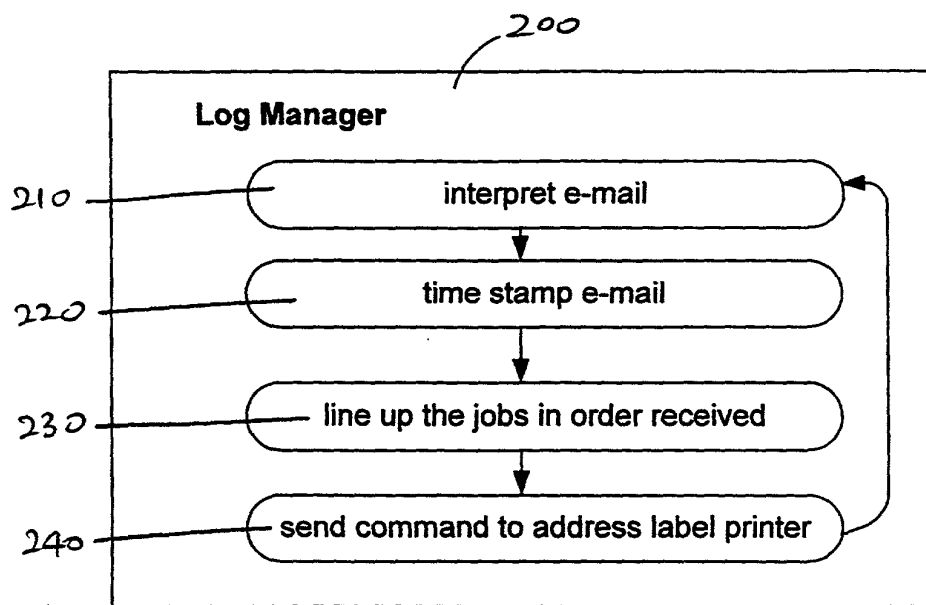 200
Log Manager
210
interpret e-mail
220
time stamp e-mail
230
line up the jobs in order received
240
send command to address label printer